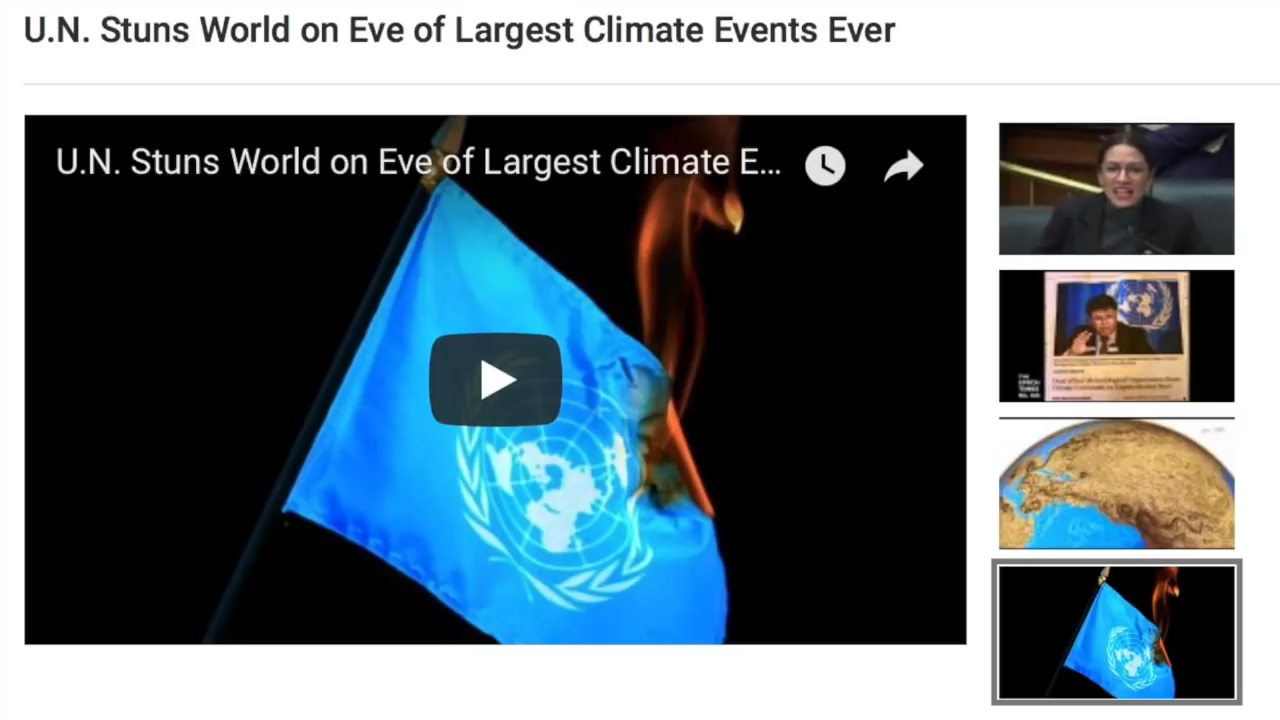 U.N. Stuns World on Eve of Largest Climate Events Ever
U.N. Stuns World on Eve of Largest Climate E...